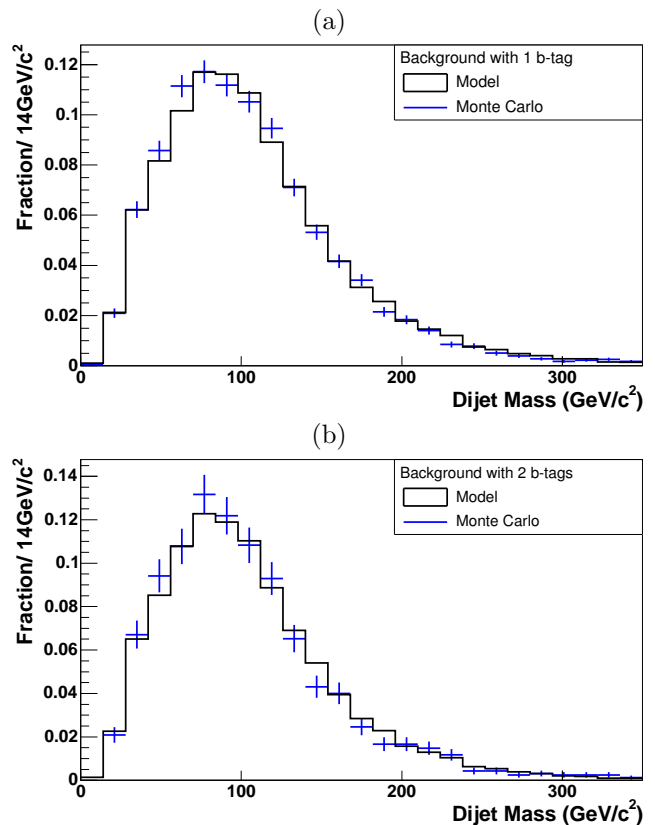 (a)
Fraction/ 14GeV/c²
0.12
0.1
0.08
0.06
0.04
0.02
0
Background with 1 b-tag
Model
Monte Carlo
0 100 200 300
Dijet Mass (GeV/c²)
(b)
Fraction/ 14GeV/c²
0.14
0.12
0.1
0.08
0.06
0.04
0.02
0
Background with 2 b-tags
Model
Monte Carlo
0 100 200 300
Dijet Mass (GeV/c²)